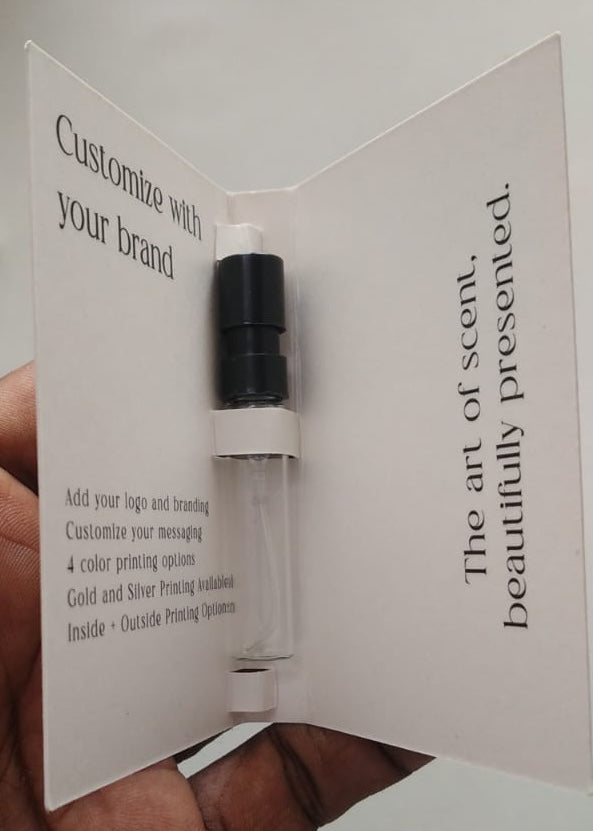 Customize with
your brand
Add your logo and branding
Customize your messaging
4 color printing options
Gold and Silver Printing Available
Inside + Outside Printing Options
The art of scent,
beautifully presented.